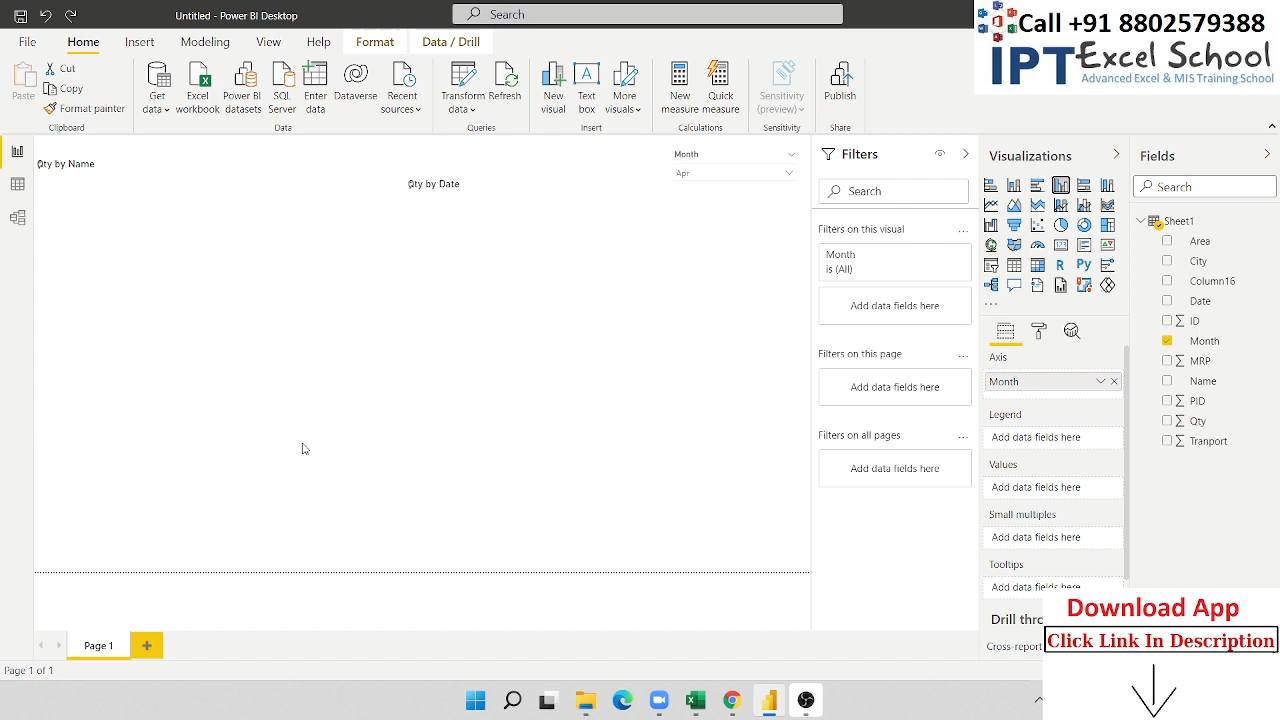 Untitled - Power BI Desktop
Search
Call +91 8802579388
IPT Excel School
Advanced Excel & MIS Training School
File Home Insert Modeling View Help Format Data / Drill
Paste
Cut
Copy
Format painter
Clipboard
Get data
Excel workbook
Power BI datasets
SQL Server
Enter data
Dataverse
Recent sources
Data
Transform data
Refresh
Queries
New visual
Text box
More visuals
Insert
New measure
Quick measure
Calculations
Sensitivity (preview)
Sensitivity
Publish
Share
Qty by Name
Qty by Date
Month
Apr
Filters
Search
Filters on this visual
Month
is (All)
Add data fields here
Filters on this page
Add data fields here
Filters on all pages
Add data fields here
Visualizations
R
Py
123
Axis
Month
Legend
Add data fields here
Values
Add data fields here
Small multiples
Add data fields here
Tooltips
Add data fields here
Drill thro
Cross-report
Fields
Search
Sheet1
Area
City
Column16
Date
ID
Month
MRP
Name
PID
Qty
Tranport
Page 1
Page 1 of 1
Download App
Click Link In Description